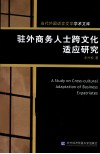 当代外国语言文学学术文库
驻外商务人士跨文化
适应研究
A Study on Cross-cultural
Adaptation of Business
Expatriates